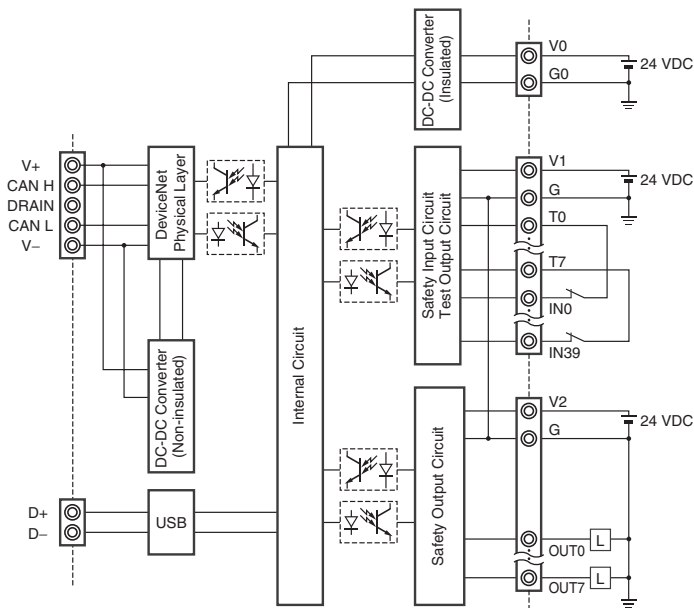 V0
G0
24 VDC
DC-DC Converter
(Insulated)
V+
CAN H
DRAIN
CAN L
V–
DeviceNet
Physical Layer
DC-DC Converter
(Non-insulated)
Internal Circuit
Safety Input Circuit
Test Output Circuit
V1
G
24 VDC
T0
T7
IN0
IN39
V2
G
24 VDC
Safety Output Circuit
OUT0
L
OUT7
L
D+
D–
USB